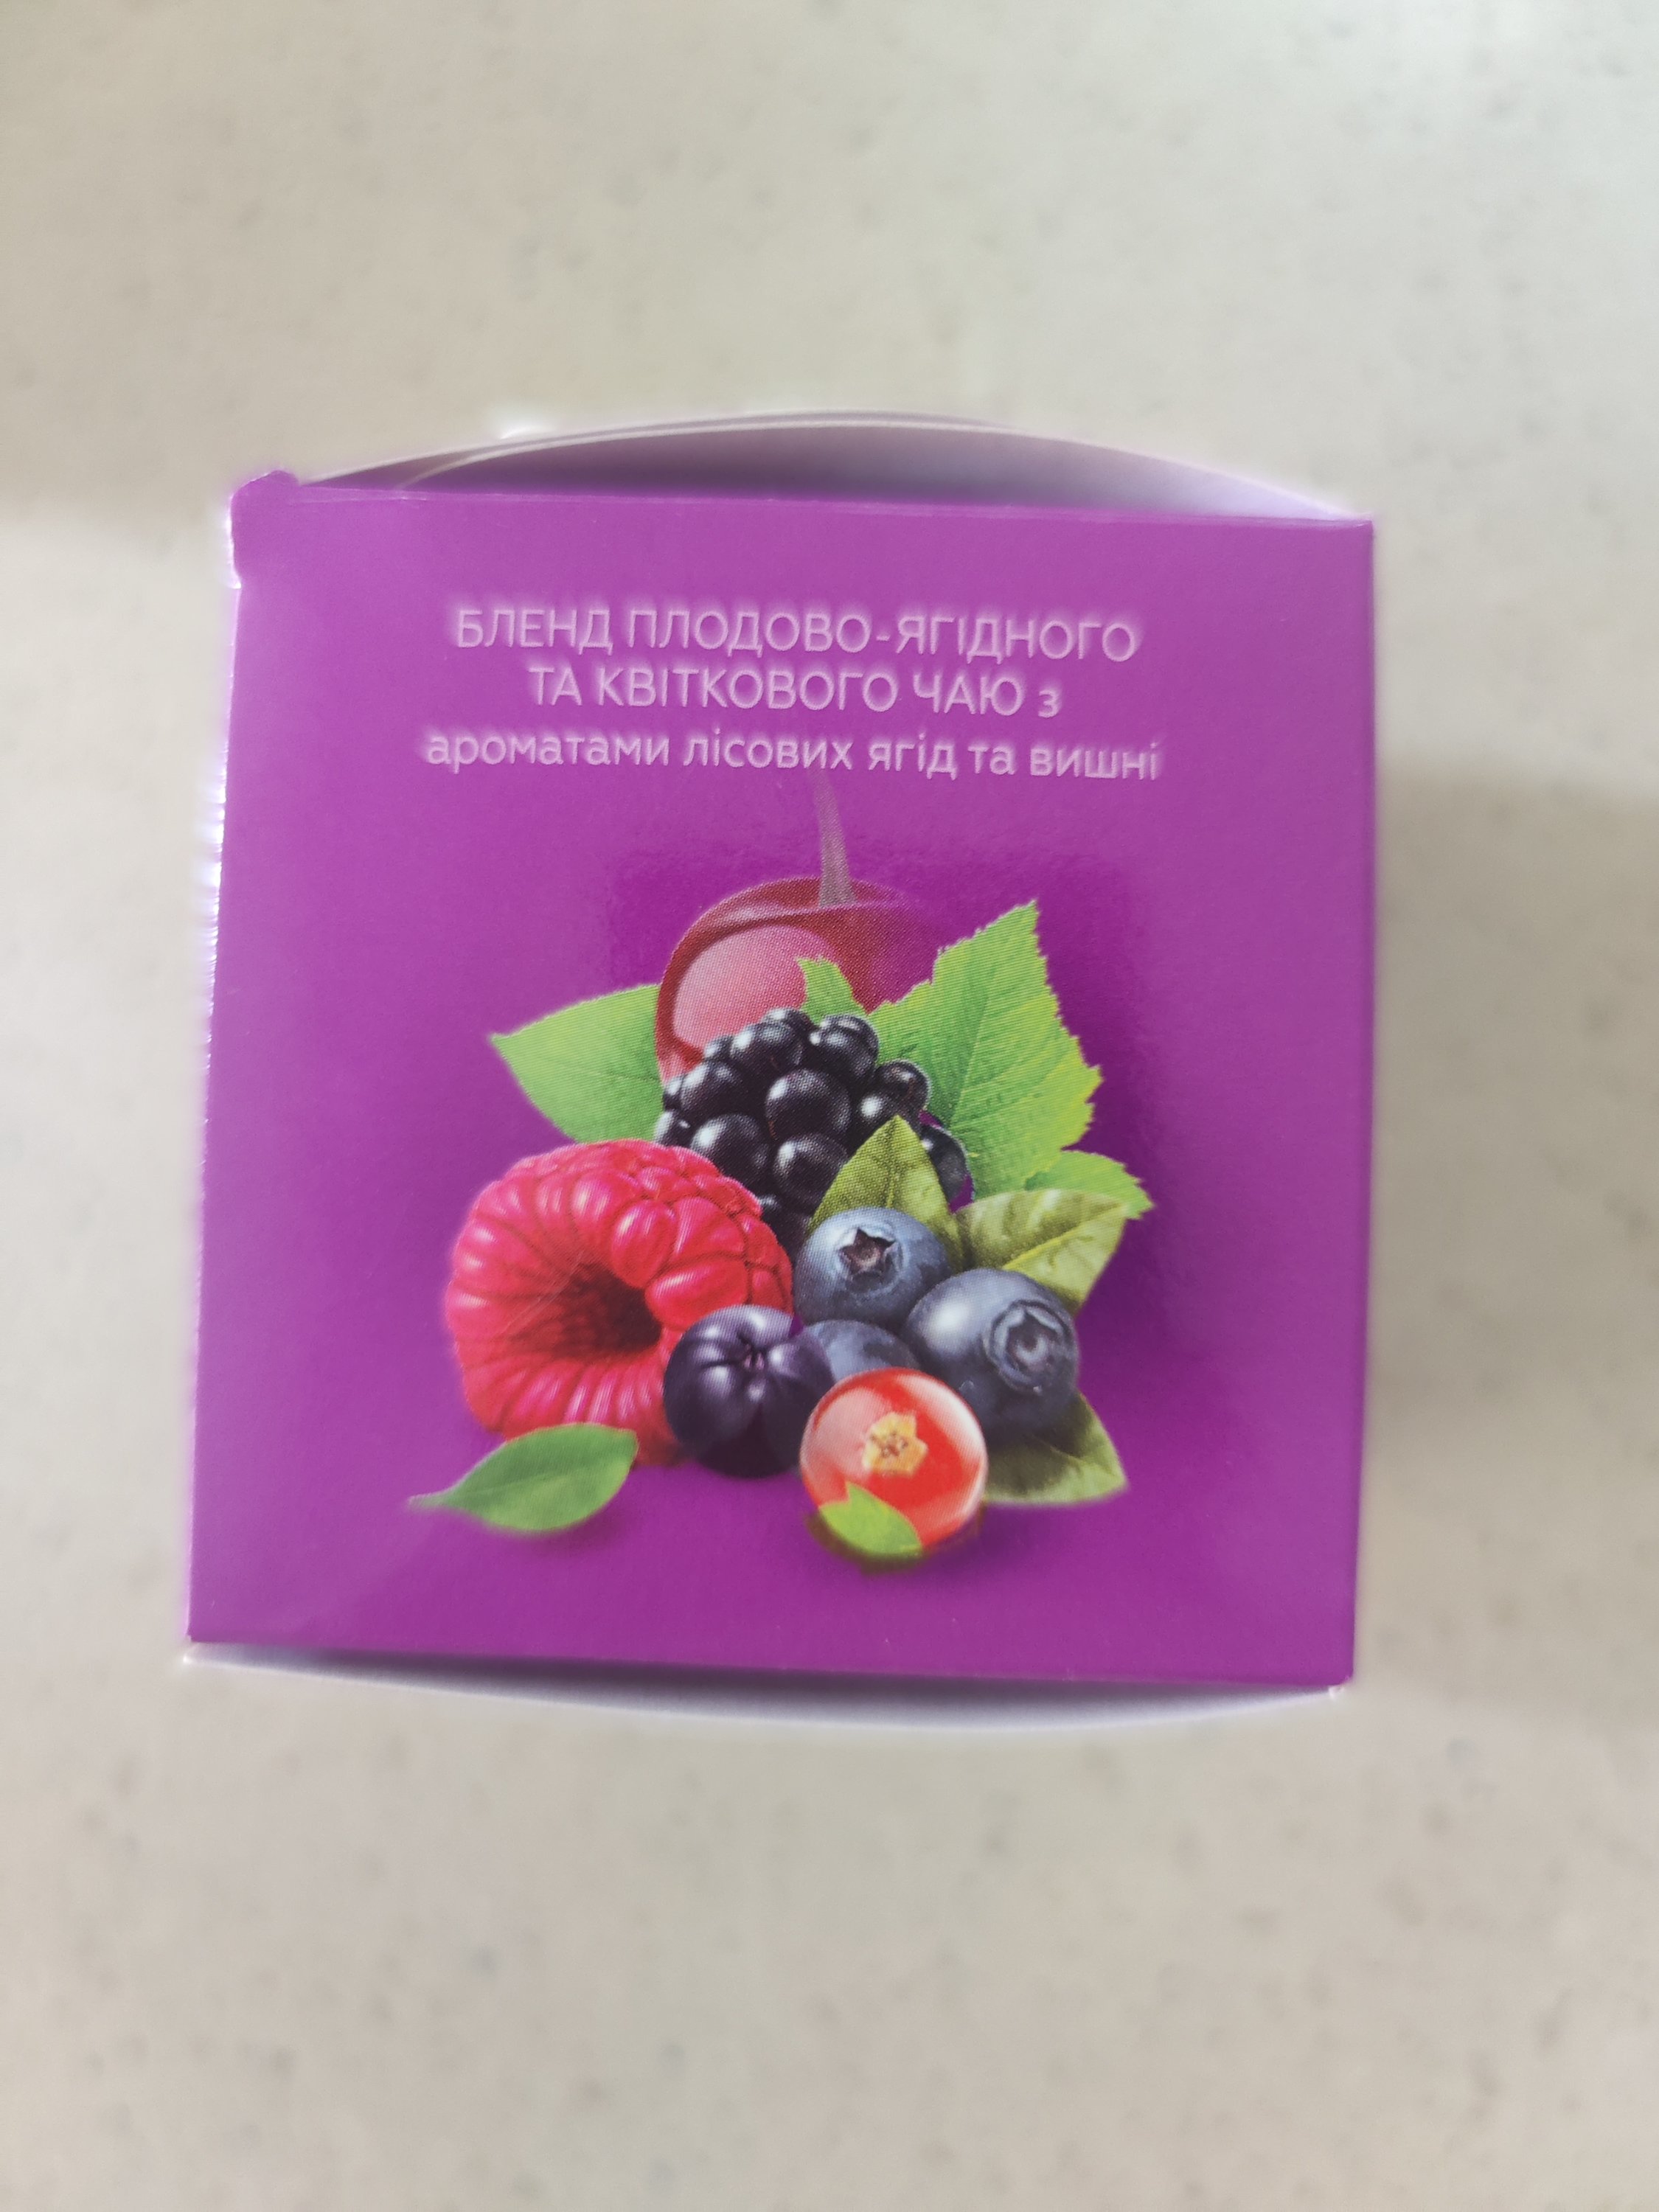 БЛЕНД ПЛОДОВО-ЯГІДНОГО
ТА КВІТКОВОГО ЧАЮ з
ароматами лісових ягід та вишні